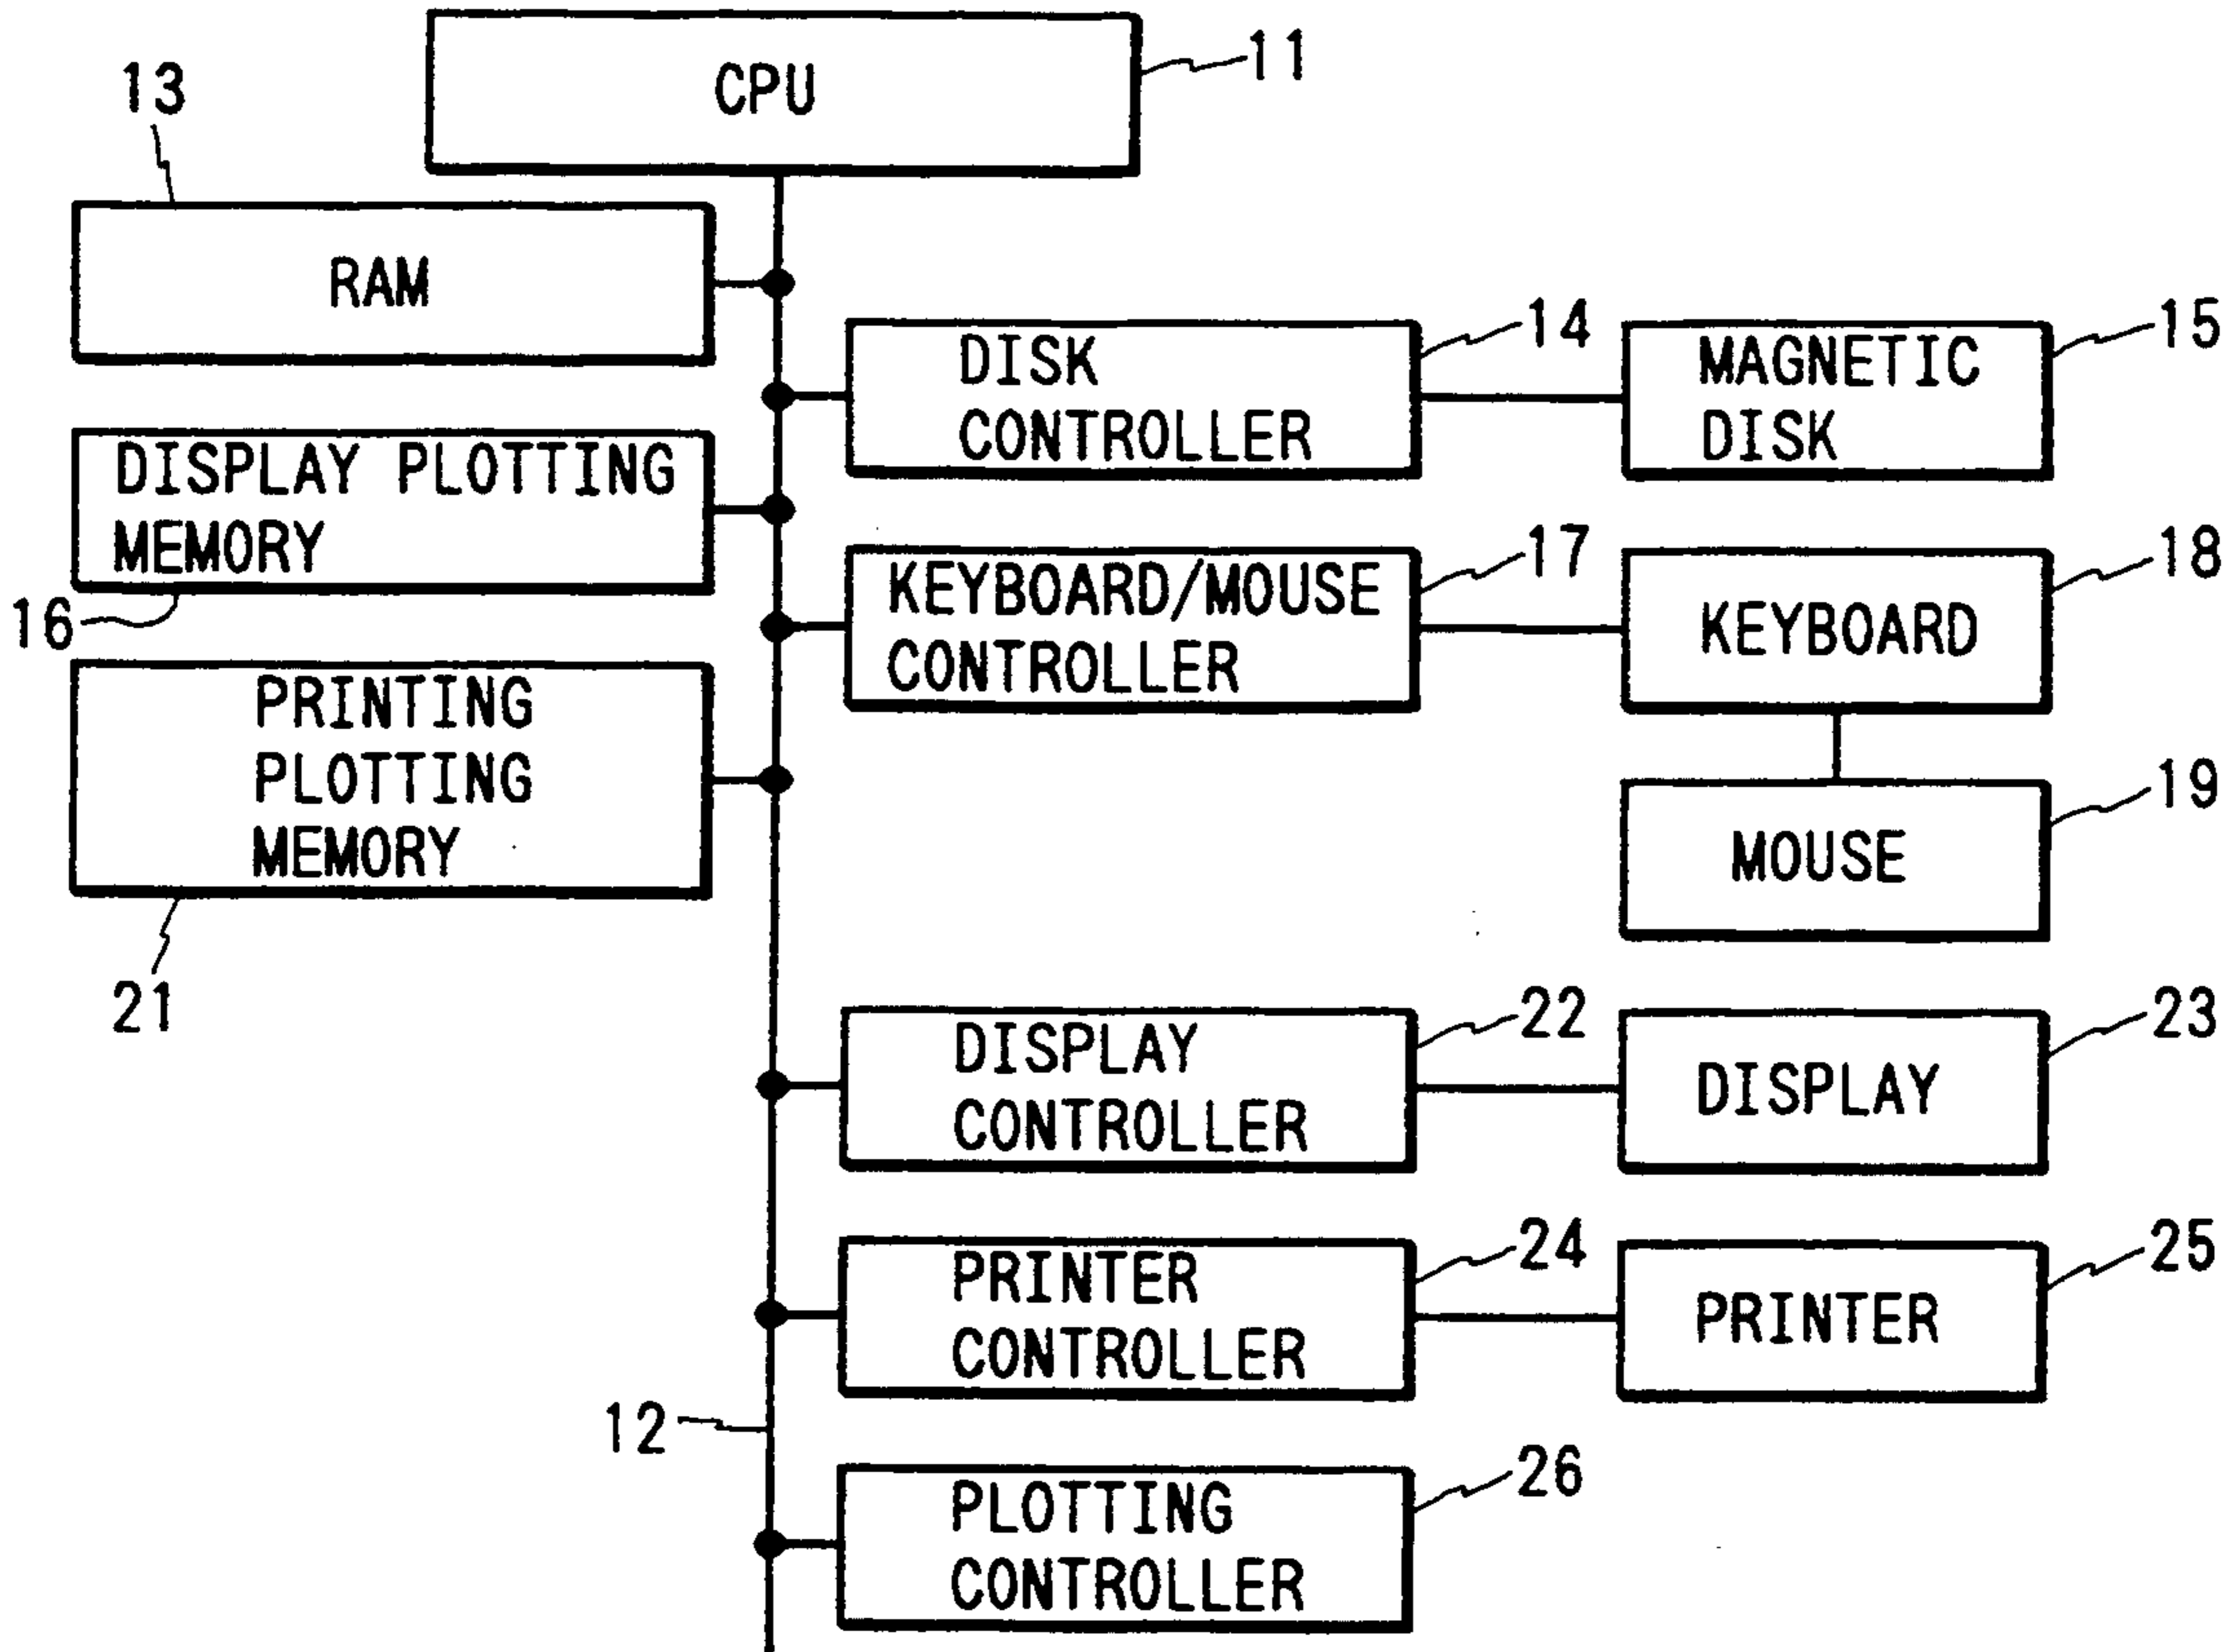 CPU
11
13
RAM
DISK
CONTROLLER
14
MAGNETIC
DISK
15
DISPLAY PLOTTING
MEMORY
16
KEYBOARD/MOUSE
CONTROLLER
17
KEYBOARD
18
PRINTING
PLOTTING
MEMORY
21
MOUSE
19
DISPLAY
CONTROLLER
22
DISPLAY
23
PRINTER
CONTROLLER
24
PRINTER
25
12
PLOTTING
CONTROLLER
26